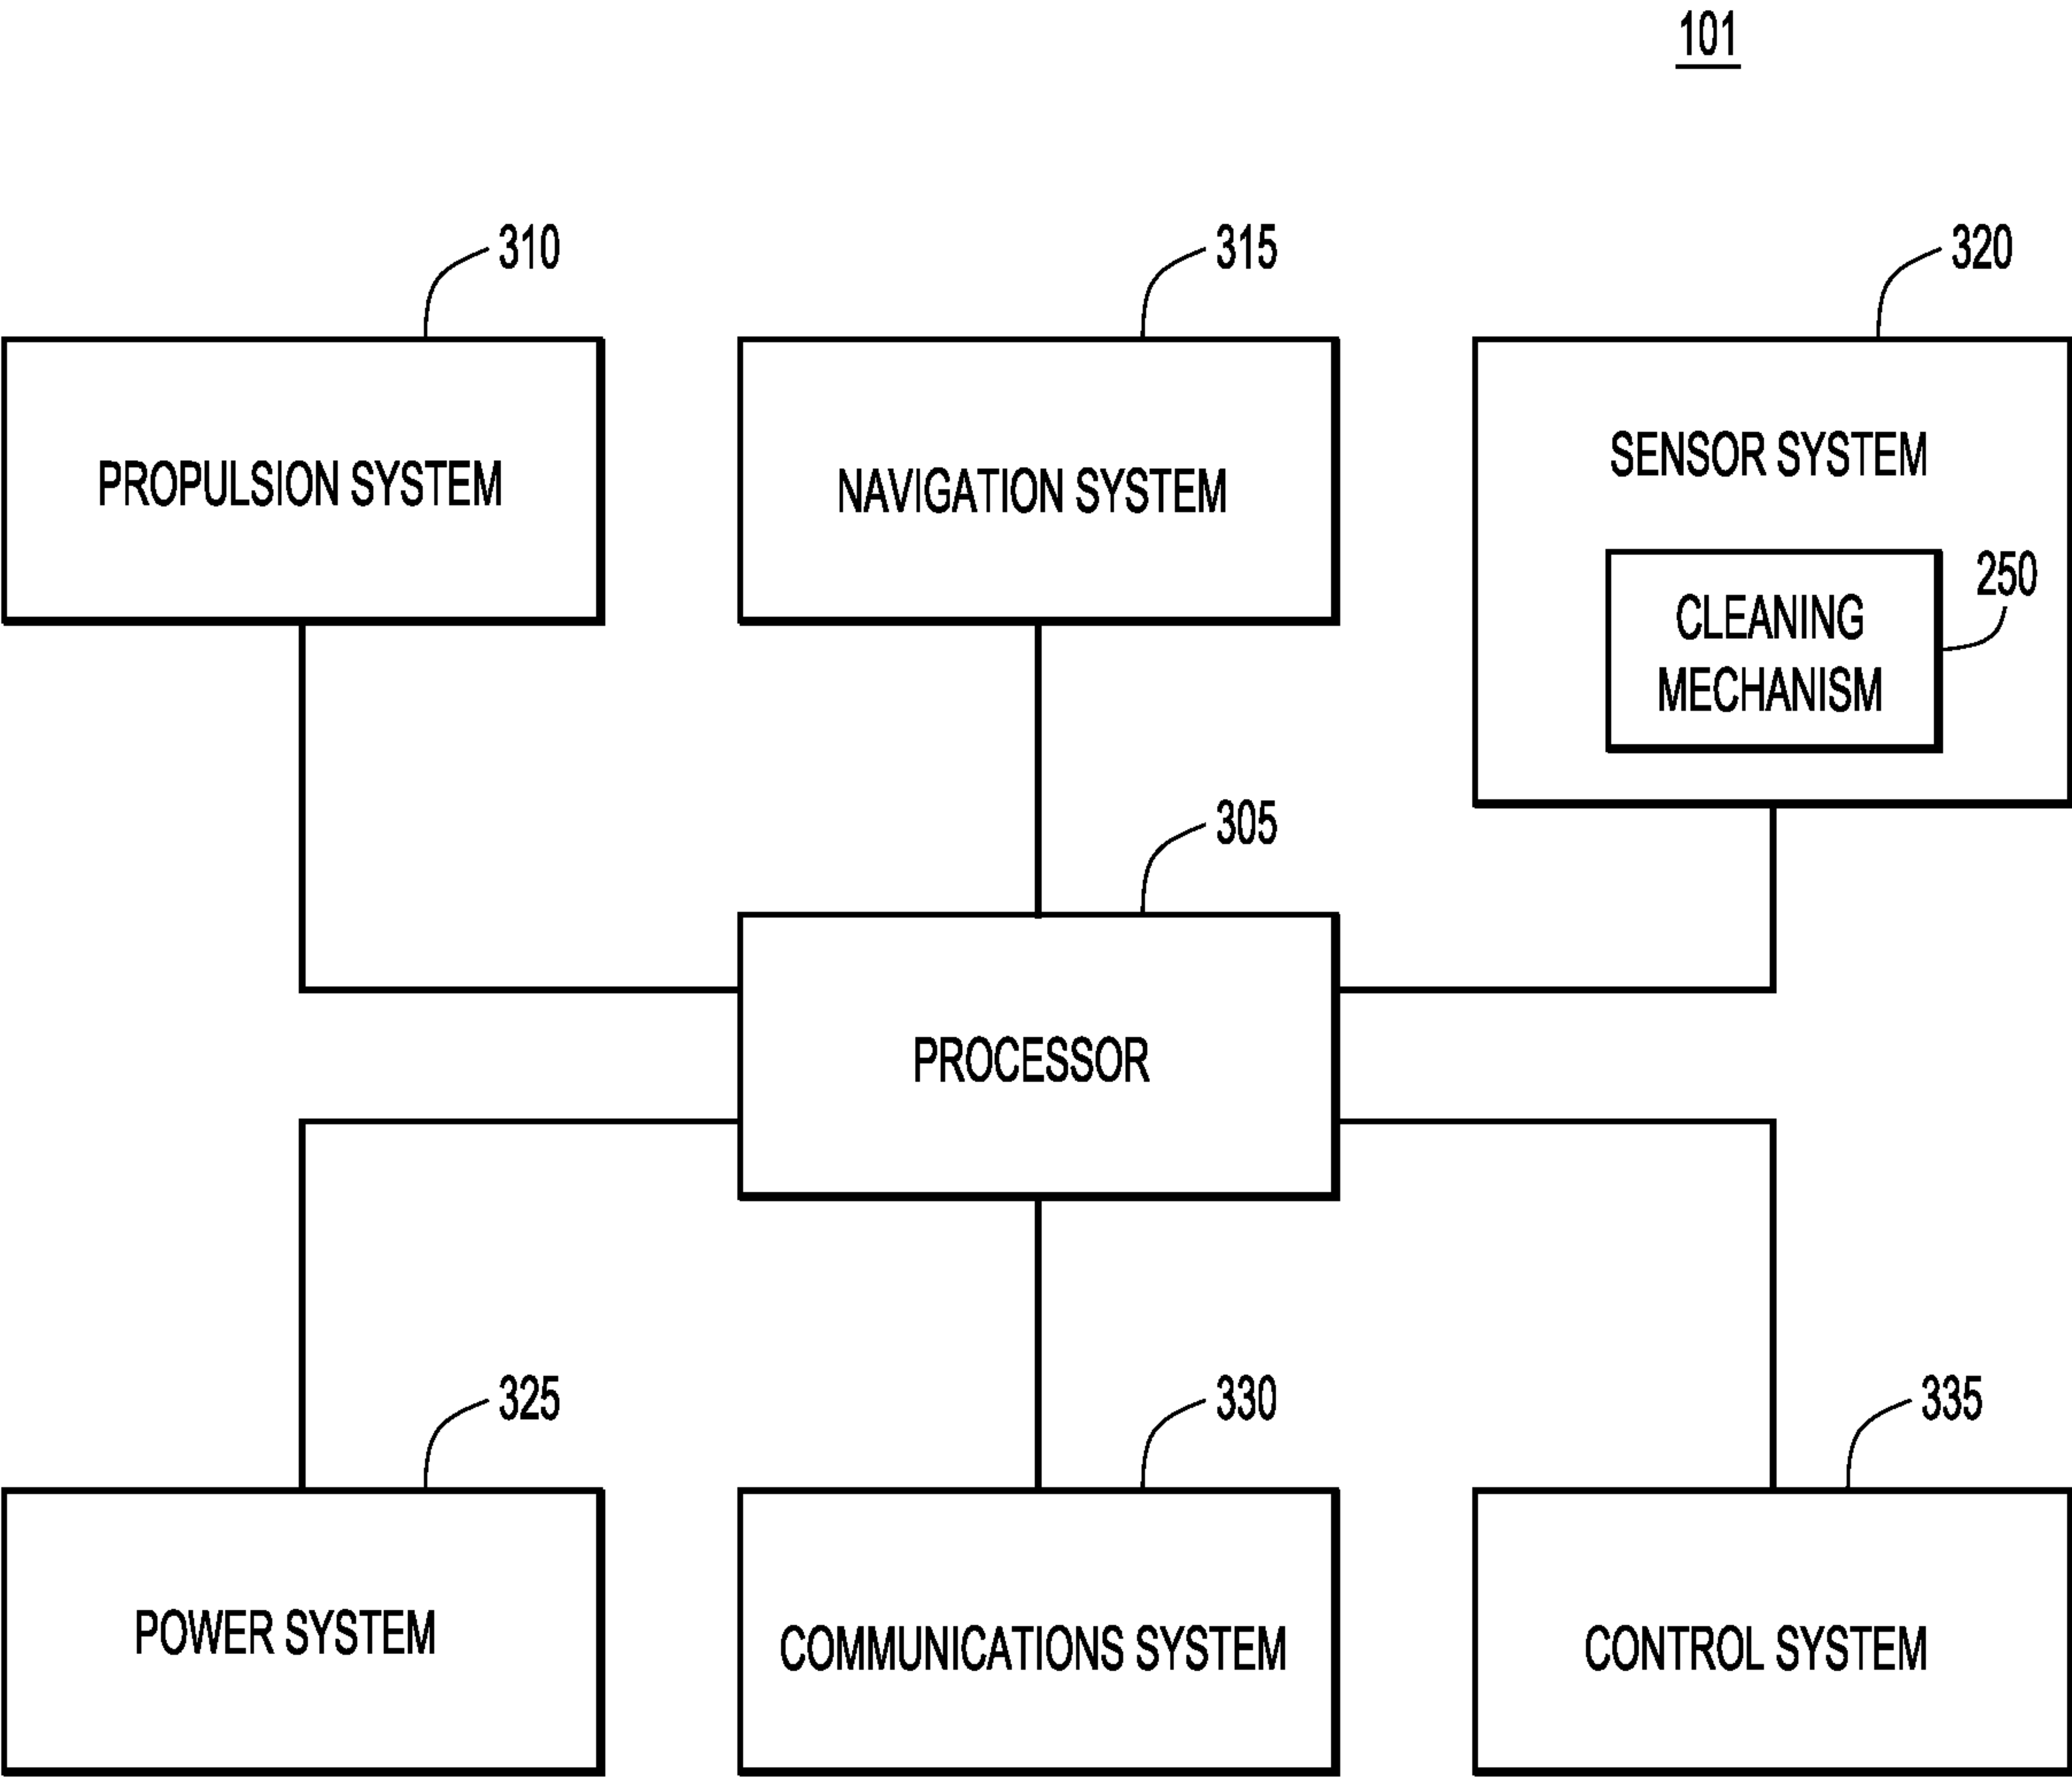 101
310
315
320
PROPULSION SYSTEM
NAVIGATION SYSTEM
SENSOR SYSTEM
250
CLEANING
MECHANISM
305
PROCESSOR
325
330
335
POWER SYSTEM
COMMUNICATIONS SYSTEM
CONTROL SYSTEM